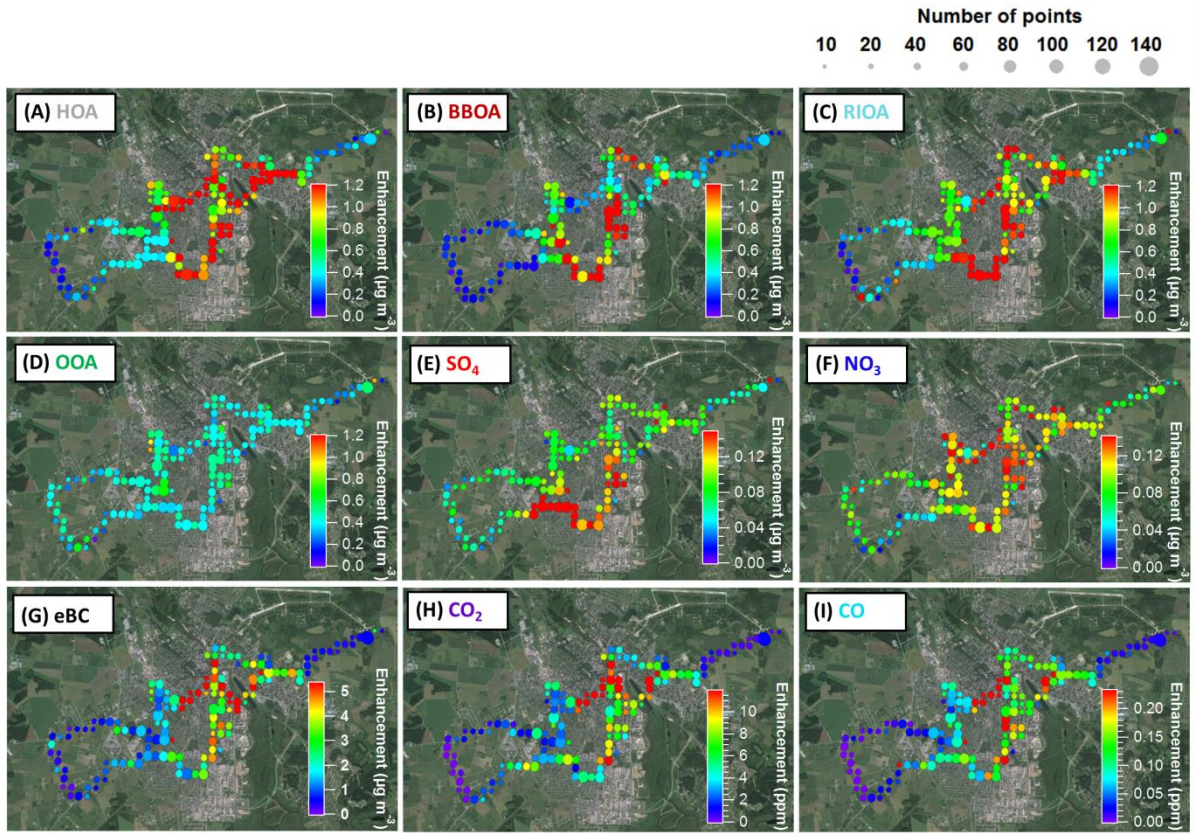 Number of points
10 20 40 60 80 100 120 140
(A) HOA
1.2
1.0
0.8
0.6
0.4
0.2
0.0
Enhancement (µg m⁻³)
(B) BBOA
1.2
1.0
0.8
0.6
0.4
0.2
0.0
Enhancement (µg m⁻³)
(C) RIOA
1.2
1.0
0.8
0.6
0.4
0.2
0.0
Enhancement (µg m⁻³)
(D) OOA
1.2
1.0
0.8
0.6
0.4
0.2
0.0
Enhancement (µg m⁻³)
(E) SO₄
0.12
0.08
0.04
0.00
Enhancement (µg m⁻³)
(F) NO₃
0.12
0.08
0.04
0.00
Enhancement (µg m⁻³)
(G) eBC
5
4
3
2
1
0
Enhancement (µg m⁻³)
(H) CO₂
10
8
6
4
2
0
Enhancement (ppm)
(I) CO
0.20
0.15
0.10
0.05
0.00
Enhancement (ppm)